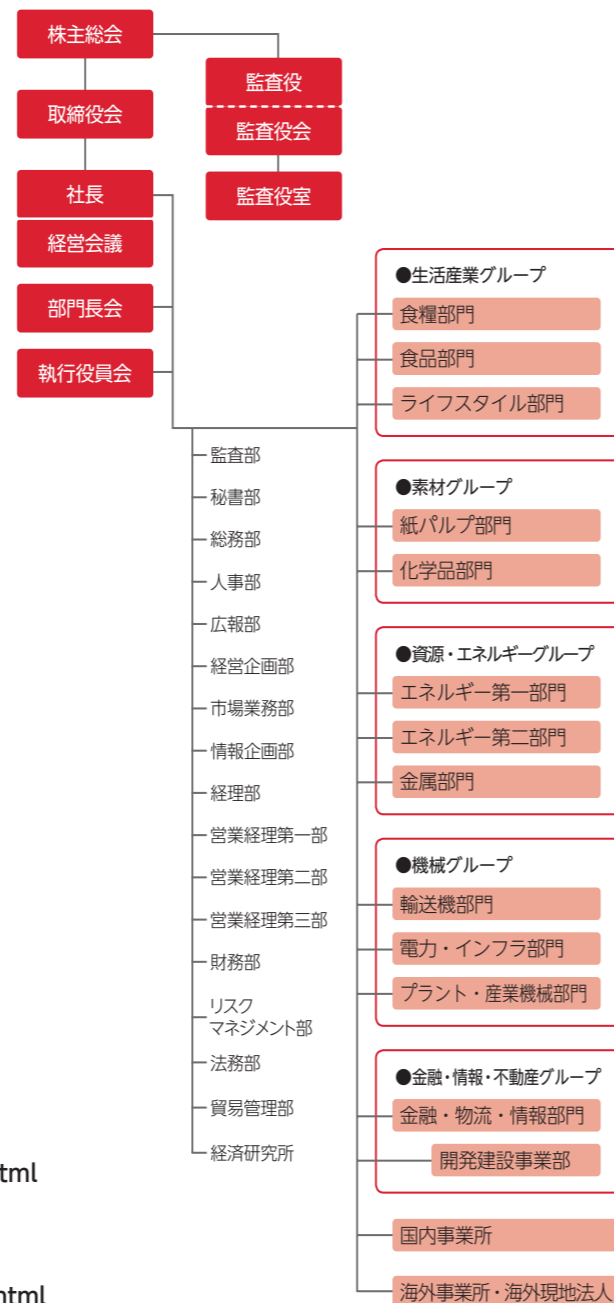 株主総会
取締役会
社長
経営会議
部門長会
執行役員会
監査役
監査役会
監査役室
監査部
秘書部
総務部
人事部
広報部
経営企画部
市場業務部
情報企画部
経理部
営業経理第一部
営業経理第二部
営業経理第三部
財務部
リスク
マネジメント部
法務部
貿易管理部
経済研究所
●生活産業グループ
食糧部門
食品部門
ライフスタイル部門
●素材グループ
紙パルプ部門
化学品部門
●資源・エネルギーグループ
エネルギー第一部門
エネルギー第二部門
金属部門
●機械グループ
輸送機部門
電力・インフラ部門
プラント・産業機械部門
●金融・情報・不動産グループ
金融・物流・情報部門
開発建設事業部
国内事業所
海外事業所・海外現地法人
tml
html